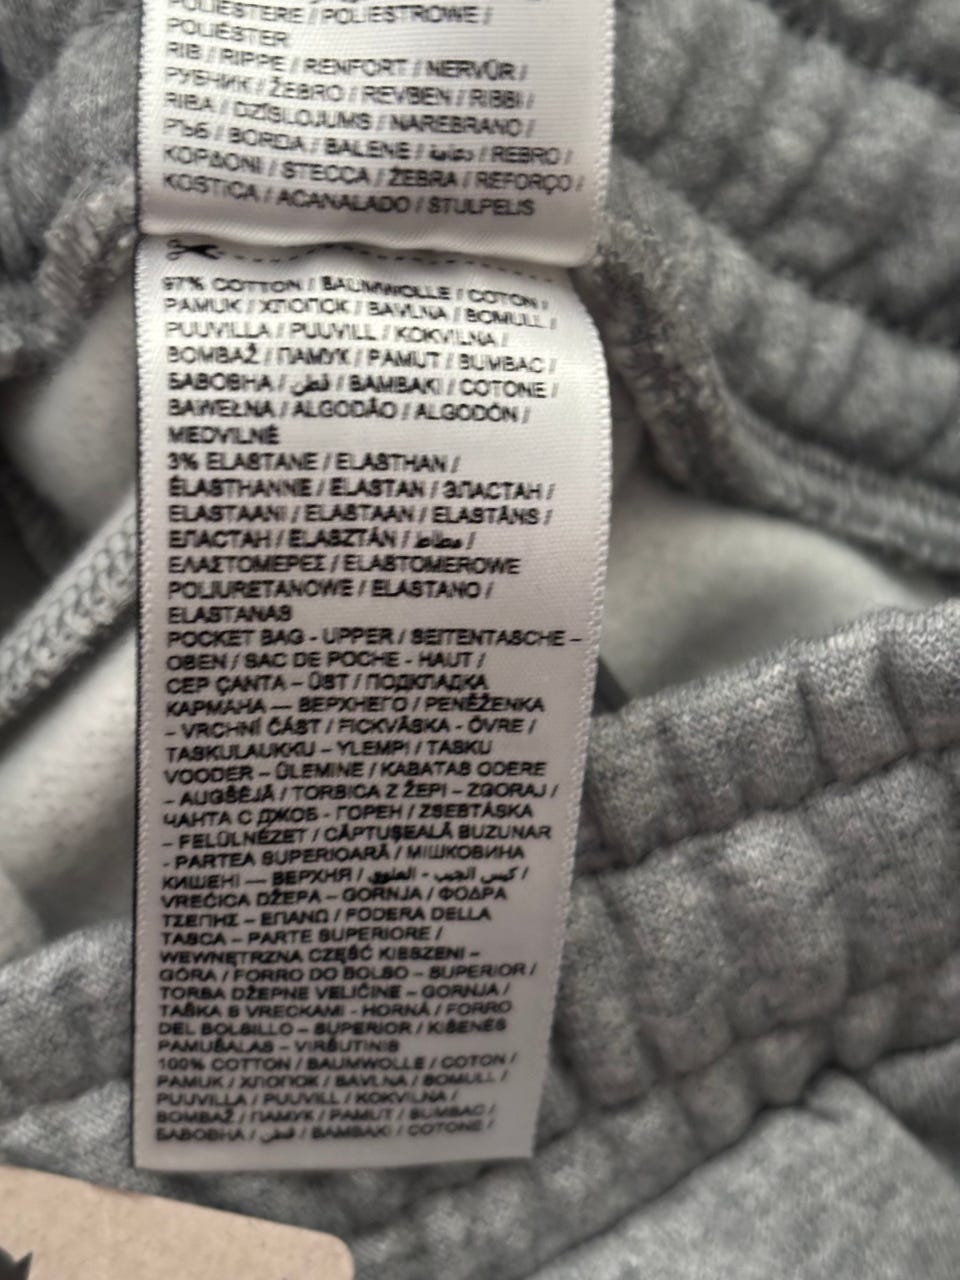 POLIESTERE / POLIESTROWE /
POLIÉSTER
RIB / RIPPE / RENFORT / NERVÜR /
РУБЧИК / ŽEBRO / REVBEN / RIBBI /
RIBA / DZĪSLOJUMS / NAREBRANO /
РЪБ / BORDA / BALENE / دعامة / REBRO /
ΚΟΡΔΟΝΙ / STECCA / ŽEBRA / REFORÇO /
KOSTICA / ACANALADO / STULPELIS
97% COTTON / BAUMWOLLE / COTON /
PAMUK / ХЛОПОК / BAVLNA / BOMULL /
PUUVILLA / PUUVILL / KOKVILNA /
BOMBAŽ / ПАМУК / PAMUT / BUMBAC /
БАВОВНА / قطن / ΒΑΜΒΑΚΙ / COTONE /
BAWEŁNA / ALGODÃO / ALGODÓN /
MEDVILNĖ
3% ELASTANE / ELASTHAN /
ÉLASTHANNE / ELASTAN / ЭЛАСТАН /
ELASTAANI / ELASTAAN / ELASTĀNS /
ЕЛАСТАН / ELASZTÁN / مطاط /
ΕΛΑΣΤΟΜΕΡΕΣ / ELASTOMEROWE
POLIURETANOWE / ELASTANO /
ELASTANAS
POCKET BAG - UPPER / SEITENTASCHE –
OBEN / SAC DE POCHE - HAUT /
CEP ÇANTA – ÜST / ПОДКЛАДКА
КАРМАНА — ВЕРХНЕГО / PENĚŽENKA
- VRCHNÍ ČÁST / FICKVÄSKA - ÖVRE /
TASKULAUKKU – YLEMPI / TASKU
VOODER – ÜLEMINE / KABATAS ODERE
– AUGŠĒJĀ / TORBICA Z ŽEPI – ZGORAJ /
ЧАНТА С ДЖОБ - ГОРЕН / ZSEBTÁSKA
– FELÜLNÉZET / CĂPTUȘEALĂ BUZUNAR
- PARTEA SUPERIOARĂ / МІШКОВИНА
КИШЕНІ — ВЕРХНЯ / كيس الجيب - العلوي /
VREĆICA DŽEPA – GORNJA / ΦΟΔΡΑ
ΤΣΕΠΗΣ – ΕΠΑΝΩ / FODERA DELLA
TASCA – PARTE SUPERIORE /
WEWNĘTRZNA CZĘŚĆ KIESZENI –
GÓRA / FORRO DO BOLSO – SUPERIOR /
TORBA DŽEPNE VELIČINE – GORNJA /
TAŠKA S VRECKAMI - HORNÁ / FORRO
DEL BOLSILLO – SUPERIOR / KIŠENĖS
PAMUŠALAS – VIRŠUTINIS
100% COTTON / BAUMWOLLE / COTON /
PAMUK / ХЛОПОК / BAVLNA / BOMULL /
PUUVILLA / PUUVILL / KOKVILNA /
BOMBAŽ / ПАМУК / PAMUT / BUMBAC /
БАВОВНА / قطن / ΒΑΜΒΑΚΙ / COTONE /